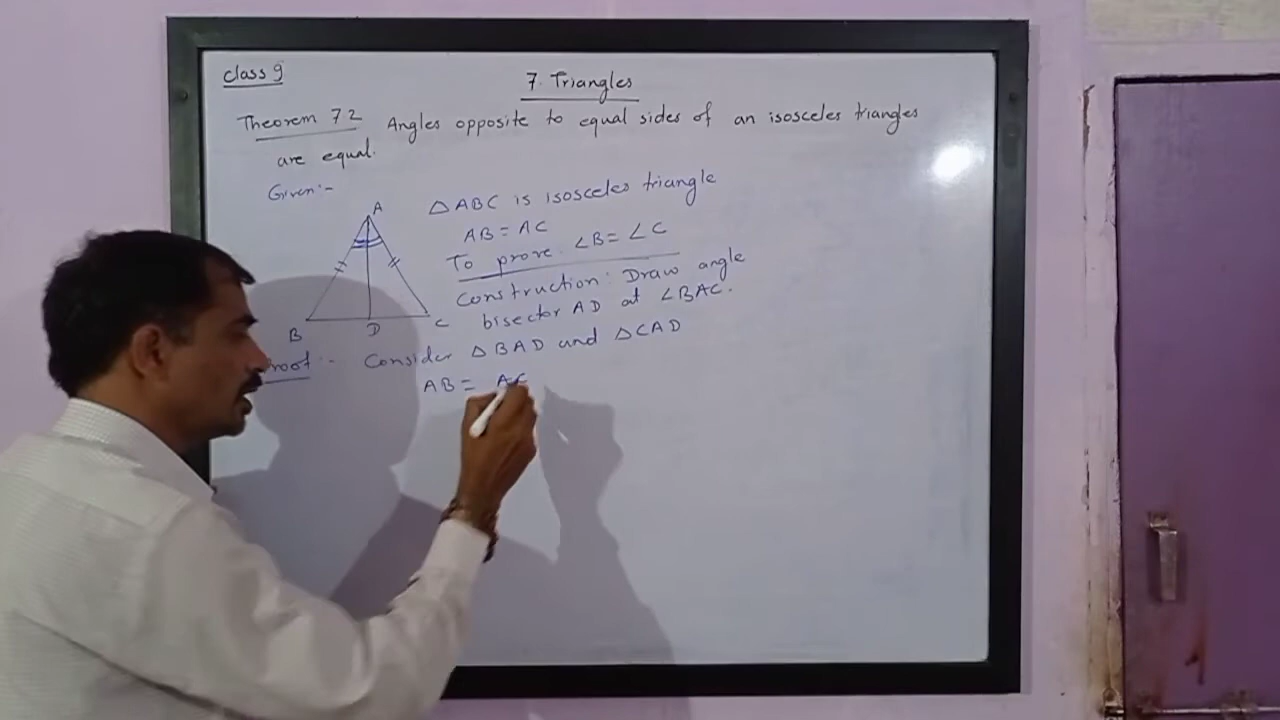 class 9
7. Triangles
Theorem 7.2 Angles opposite to equal sides of an isosceles triangles
are equal.
Given:-
△ABC is isosceles triangle
AB = AC
To prove. ∠B = ∠C
Construction: Draw angle
bisector AD at ∠BAC.
A
B
D
C
Proof:- Consider △BAD and △CAD
AB = AC